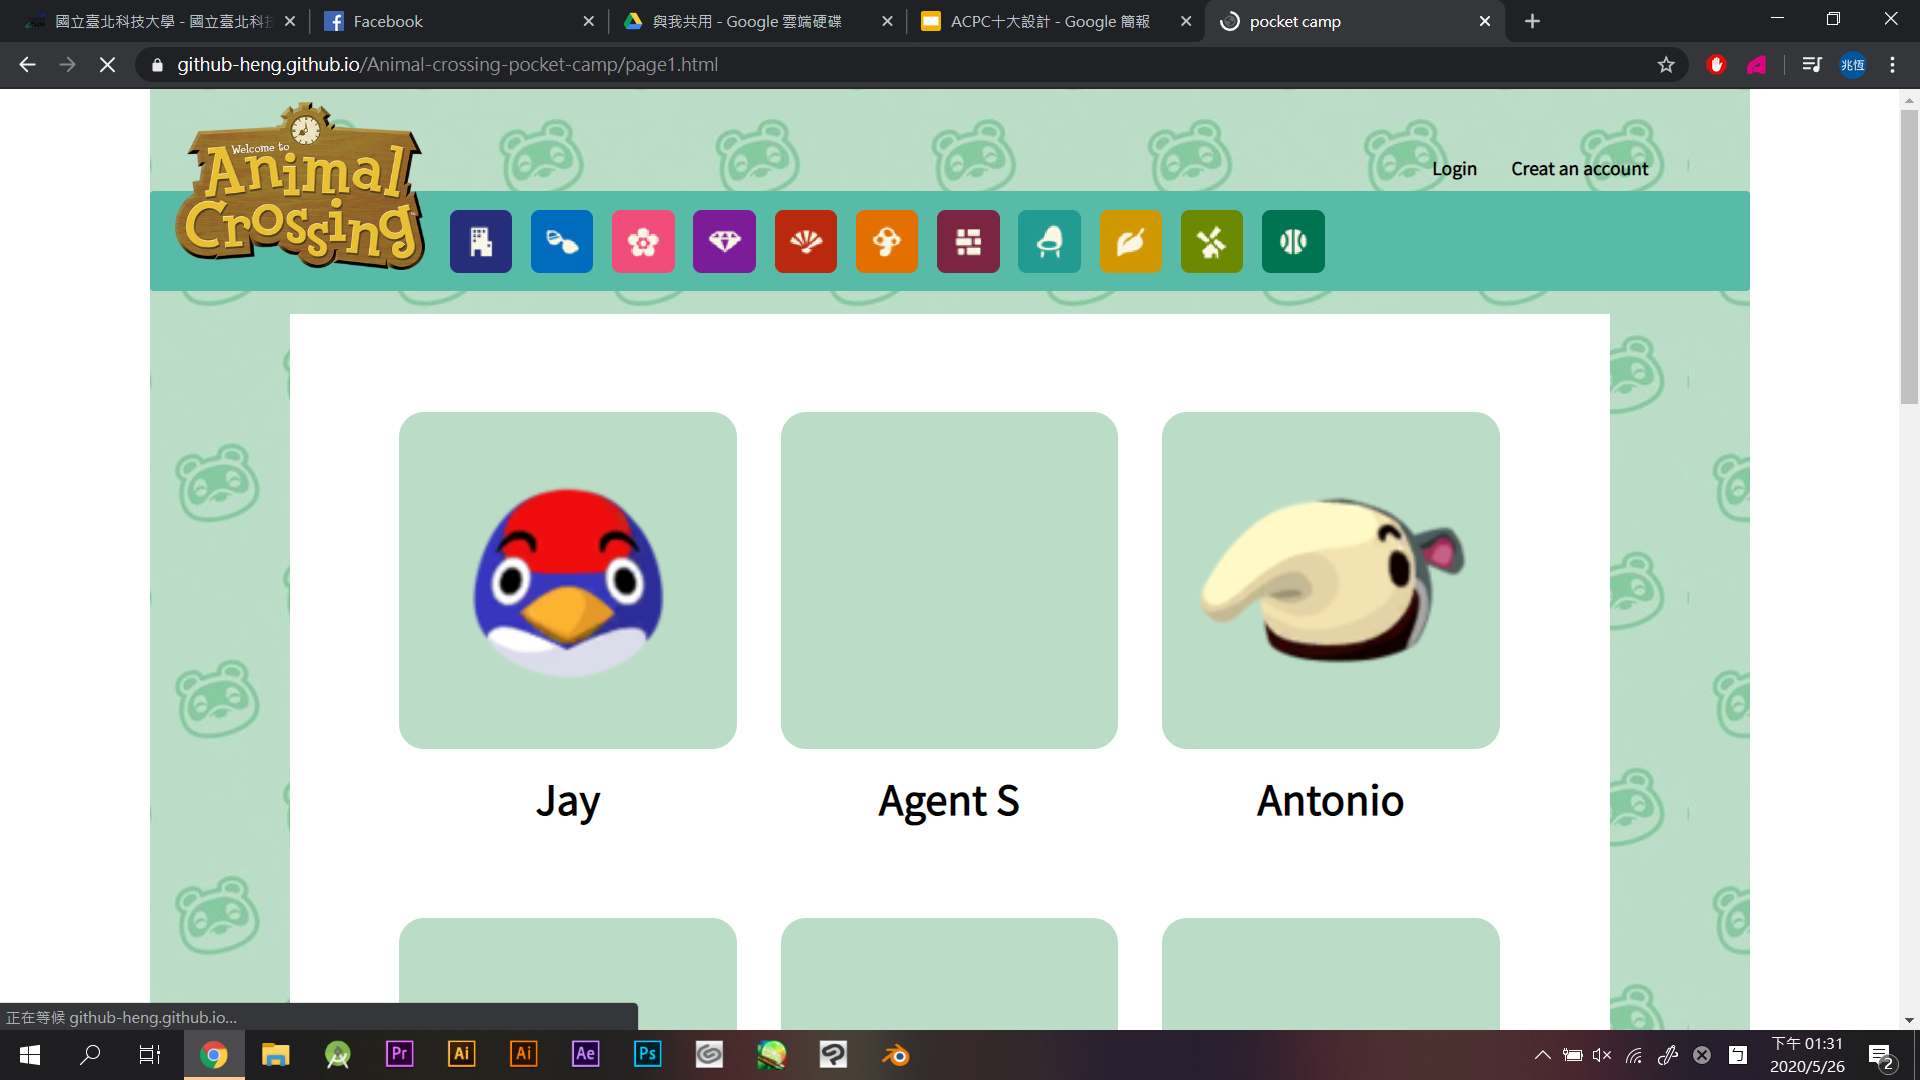 國立臺北科技大學 - 國立臺北科技
Facebook
與我共用 - Google 雲端硬碟
ACPC十大設計 - Google 簡報
pocket camp
github-heng.github.io/Animal-crossing-pocket-camp/page1.html
兆恆
Welcome to
Animal
Crossing
Login
Creat an account
Jay
Agent S
Antonio
正在等候 github-heng.github.io...
Pr
Ai
Ai
Ae
Ps
下午 01:31
2020/5/26
2